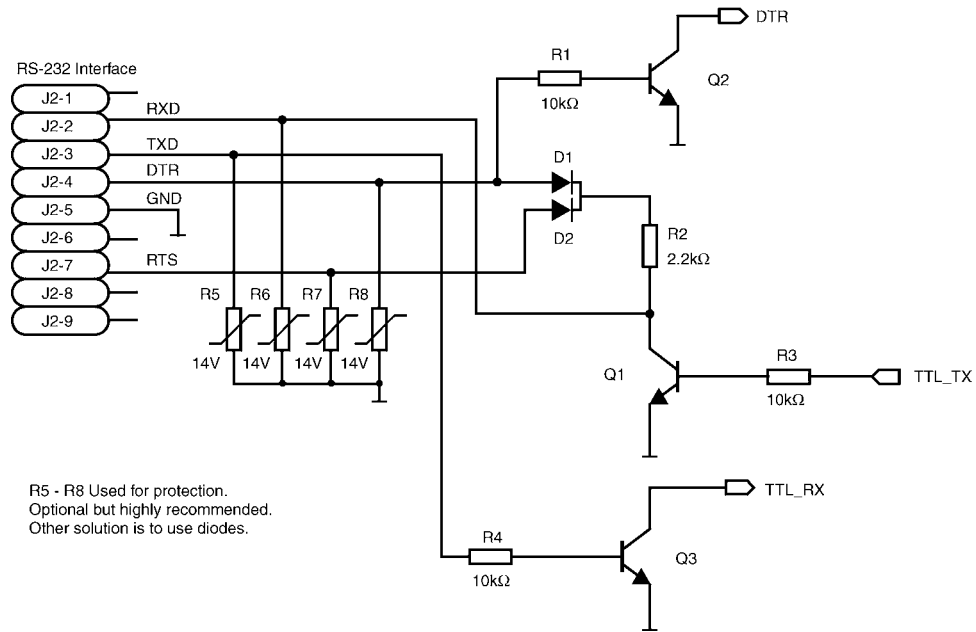 DTR
R1
RS-232 Interface
Q2
J2-1
10kΩ
RXD
J2-2
TXD
J2-3
D1
DTR
J2-4
GND
J2-5
D2
R2
J2-6
2.2kΩ
RTS
J2-7
J2-8
R5 R6 R7 R8
J2-9
14V 14V 14V 14V
R3
Q1
TTL_TX
10kΩ
R5 - R8 Used for protection.
Optional but highly recommended.
Other solution is to use diodes.
TTL_RX
R4
Q3
10kΩ